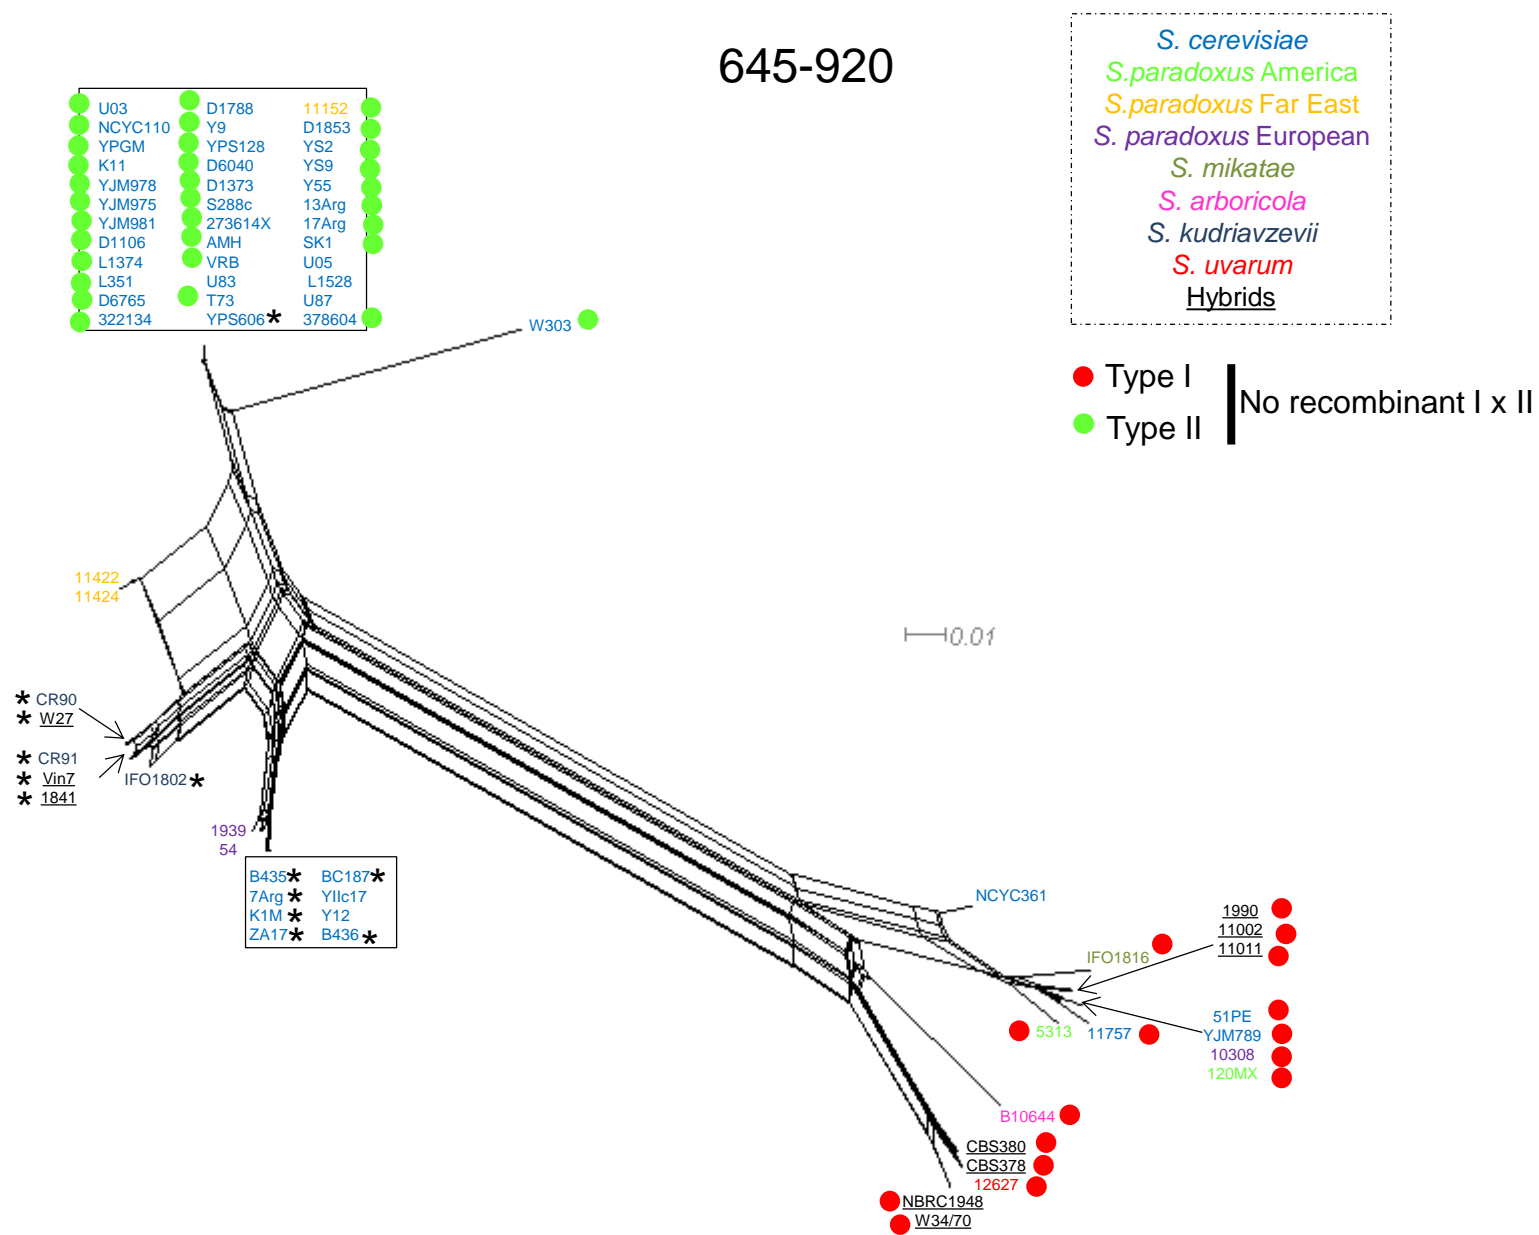 645-920
S. cerevisiae
S.paradoxus America
S.paradoxus Far East
S. paradoxus European
S. mikatae
S. arboricola
S. kudriavzevii
S. uvarum
Hybrids
Type I
Type II
No recombinant I x II
U03 D1788 11152
NCYC110 Y9 D1853
YPGM YPS128 YS2
K11 D6040 YS9
YJM978 D1373 Y55
YJM975 S288c 13Arg
YJM981 273614X 17Arg
D1106 AMH SK1
L1374 VRB U05
L351 U83 L1528
D6765 T73 U87
322134 YPS606* 378604
W303
11422
11424
0.01
* CR90
* W27
* CR91
* Vin7
* 1841
IFO1802*
1939
54
B435* BC187*
7Arg* YIIc17
K1M* Y12
ZA17* B436*
NCYC361
1990
11002
11011
IFO1816
5313
11757
51PE
YJM789
10308
120MX
B10644
CBS380
CBS378
12627
NBRC1948
W34/70